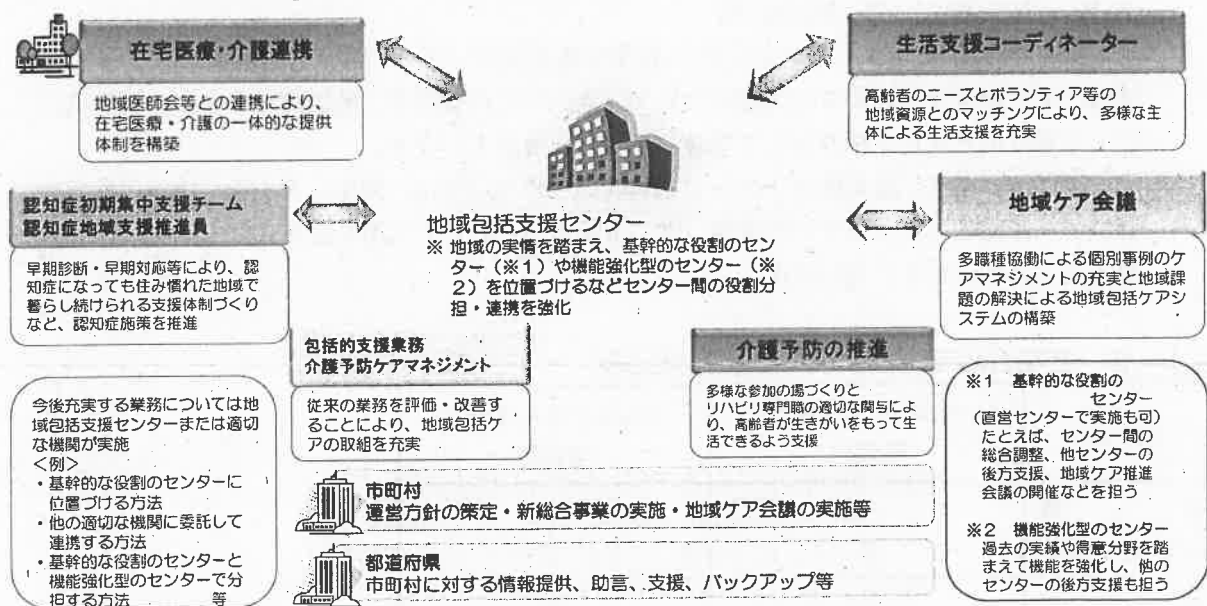 在宅医療・介護連携
地域医師会等との連携により、
在宅医療・介護の一体的な提供
体制を構築
生活支援コーディネーター
高齢者のニーズとボランティア等の
地域資源とのマッチングにより、多様な主
体による生活支援を充実
認知症初期集中支援チーム
認知症地域支援推進員
早期診断・早期対応等により、認
知症になっても住み慣れた地域で
暮らし続けられる支援体制づくり
など、認知症施策を推進
地域包括支援センター
※ 地域の実情を踏まえ、基幹的な役割のセン
ター（※１）や機能強化型のセンター（※
２）を位置づけるなどセンター間の役割分
担・連携を強化
地域ケア会議
多職種協働による個別事例のケ
アマネジメントの充実と地域課
題の解決による地域包括ケアシ
ステムの構築
包括的支援業務
介護予防ケアマネジメント
従来の業務を評価・改善す
ることにより、地域包括ケ
アの取組を充実
介護予防の推進
多様な参加の場づくりと
リハビリ専門職の適切な関与によ
り、高齢者が生きがいをもって生
活できるよう支援
今後充実する業務については地
域包括支援センターまたは適切
な機関が実施
＜例＞
・基幹的な役割のセンターに
位置づける方法
・他の適切な機関に委託して
連携する方法
・基幹的な役割のセンターと
機能強化型のセンターで分
担する方法 等
市町村
運営方針の策定・新総合事業の実施・地域ケア会議の実施等
都道府県
市町村に対する情報提供、助言、支援、バックアップ等
※１ 基幹的な役割の
センター
（直営センターで実施も可）
たとえば、センター間の
総合調整、他センターの
後方支援、地域ケア推進
会議の開催などを担う
※２ 機能強化型のセンター
過去の実績や得意分野を踏
まえて機能を強化し、他の
センターの後方支援も担う